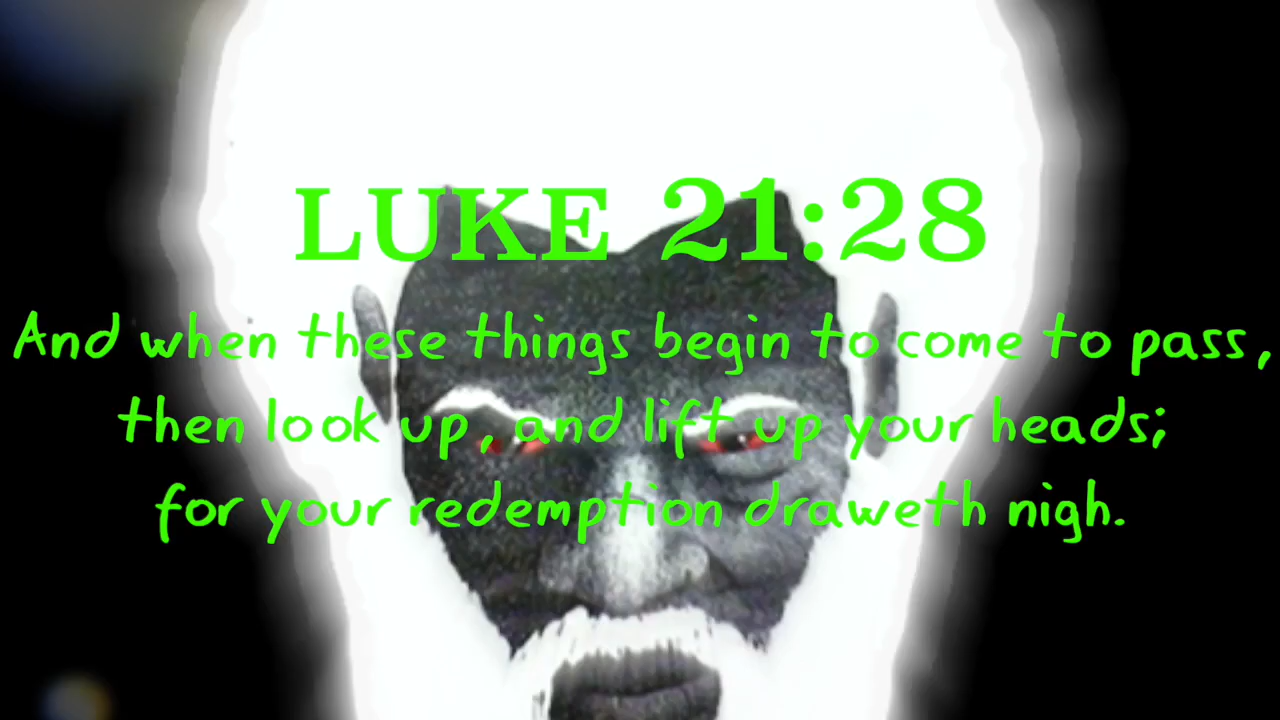 LUKE 21:28
And when these things begin to come to pass,
then look up, and lift up your heads;
for your redemption draweth nigh.